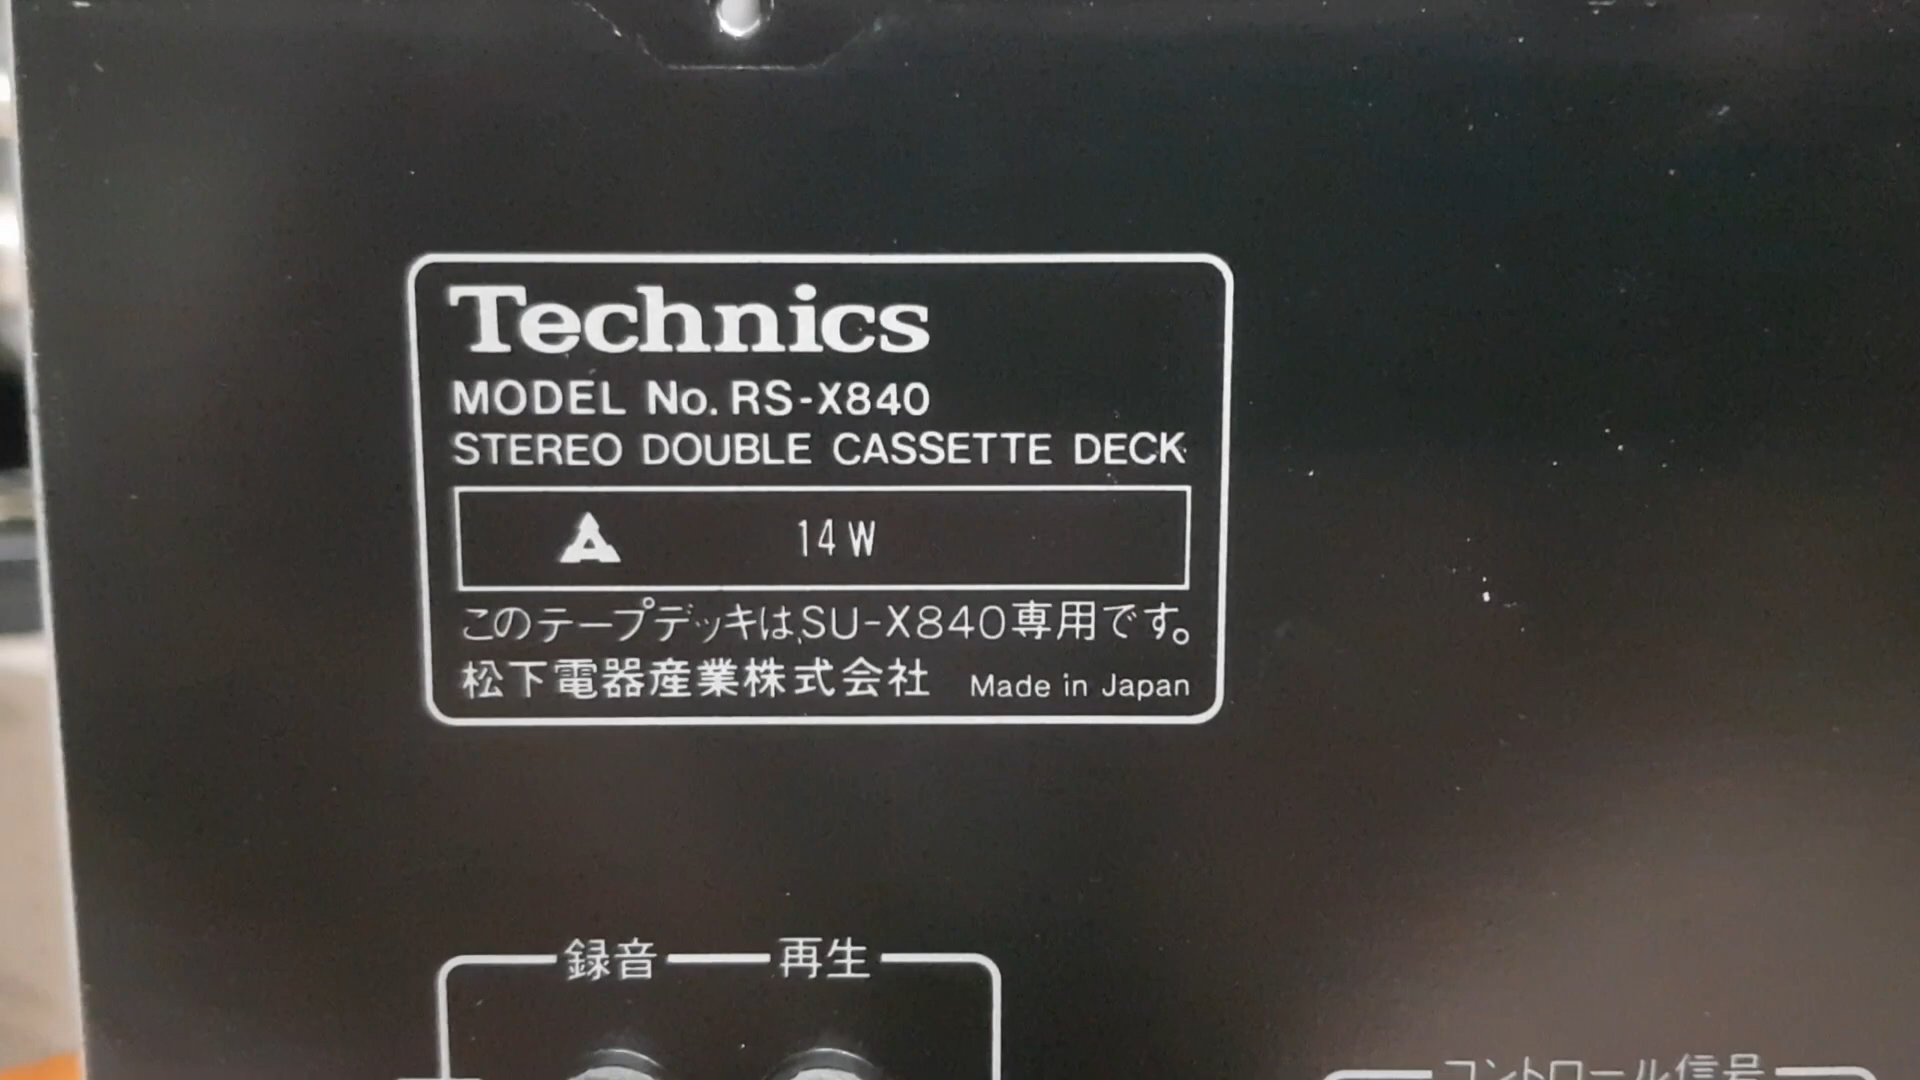 Technics
MODEL No. RS-X840
STEREO DOUBLE CASSETTE DECK
14W
このテープデッキは、SU-X840専用です。
松下電器産業株式会社 Made in Japan
録音 再生
コントロール信号